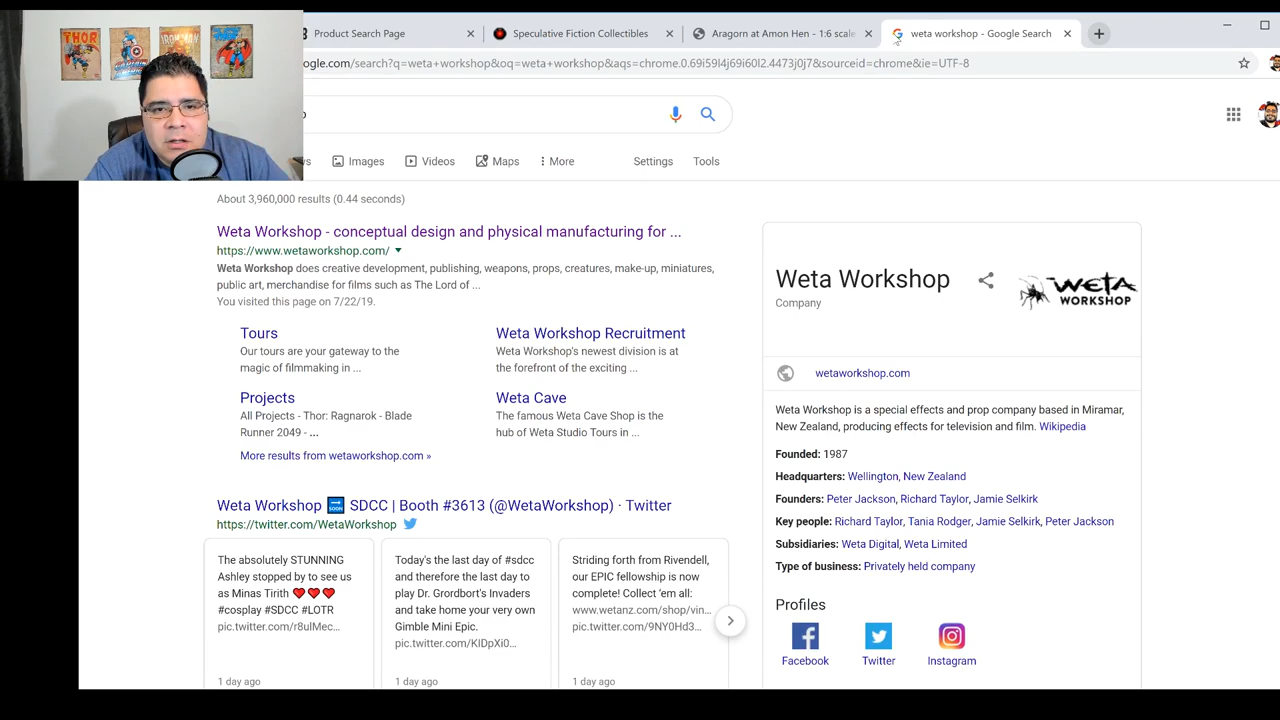 THOR
IRON MAN
Product Search Page
Speculative Fiction Collectibles
Aragorn at Amon Hen - 1:6 scale
weta workshop - Google Search
gle.com/search?q=weta+workshop&oq=weta+workshop&aqs=chrome.0.69i59l4j69i60l2.4473j0j7&sourceid=chrome&ie=UTF-8
Images
Videos
Maps
More
Settings
Tools
About 3,960,000 results (0.44 seconds)
Weta Workshop - conceptual design and physical manufacturing for ...
https://www.wetaworkshop.com/
Weta Workshop does creative development, publishing, weapons, props, creatures, make-up, miniatures,
public art, merchandise for films such as The Lord of ...
You visited this page on 7/22/19.
Tours
Our tours are your gateway to the
magic of filmmaking in ...
Weta Workshop Recruitment
Weta Workshop's newest division is at
the forefront of the exciting ...
Projects
All Projects - Thor: Ragnarok - Blade
Runner 2049 - ...
Weta Cave
The famous Weta Cave Shop is the
hub of Weta Studio Tours in ...
More results from wetaworkshop.com »
Weta Workshop 🔜 SDCC | Booth #3613 (@WetaWorkshop) · Twitter
https://twitter.com/WetaWorkshop
The absolutely STUNNING
Ashley stopped by to see us
as Minas Tirith ❤❤❤
#cosplay #SDCC #LOTR
pic.twitter.com/r8ulMec...
1 day ago
Today's the last day of #sdcc
and therefore the last day to
play Dr. Grordbort's Invaders
and take home your very own
Gimble Mini Epic.
pic.twitter.com/KIDpXi0...
1 day ago
Striding forth from Rivendell,
our EPIC fellowship is now
complete! Collect 'em all:
www.wetanz.com/shop/vin...
pic.twitter.com/9NY0Hd3...
1 day ago
Weta Workshop
Company
WETA
WORKSHOP
wetaworkshop.com
Weta Workshop is a special effects and prop company based in Miramar,
New Zealand, producing effects for television and film. Wikipedia
Founded: 1987
Headquarters: Wellington, New Zealand
Founders: Peter Jackson, Richard Taylor, Jamie Selkirk
Key people: Richard Taylor, Tania Rodger, Jamie Selkirk, Peter Jackson
Subsidiaries: Weta Digital, Weta Limited
Type of business: Privately held company
Profiles
Facebook
Twitter
Instagram